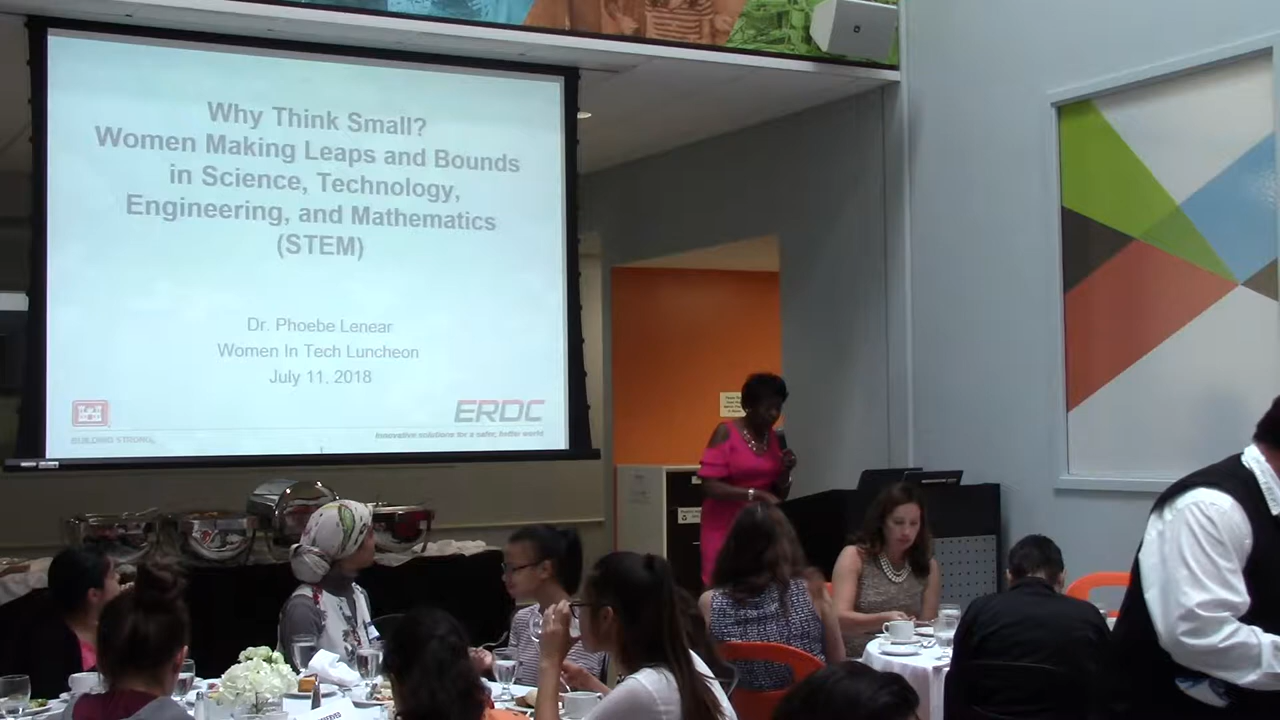 Why Think Small?
Women Making Leaps and Bounds
in Science, Technology,
Engineering, and Mathematics
(STEM)
Dr. Phoebe Lenear
Women In Tech Luncheon
July 11, 2018
ERDC
BUILDING STRONG®
Innovative solutions for a safer, better world
RESERVED